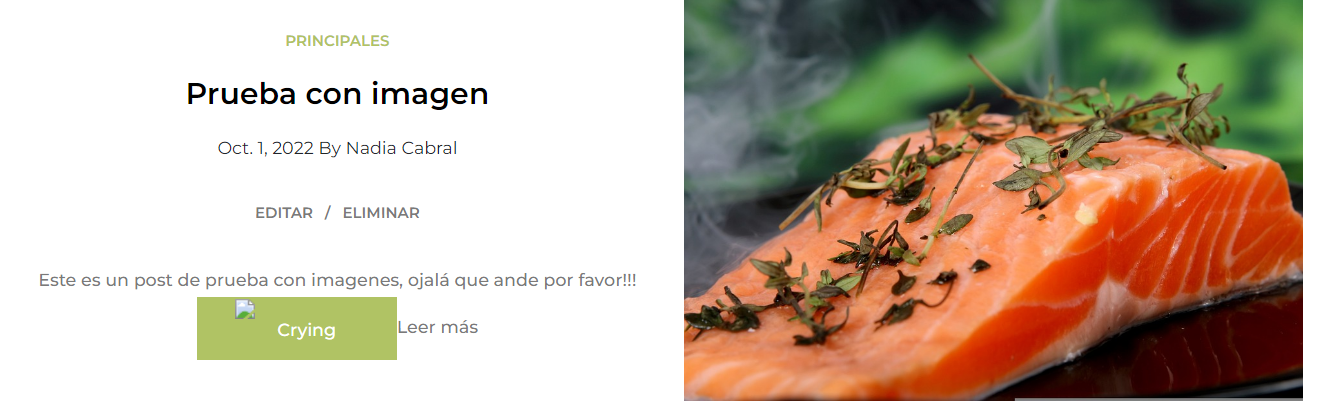 PRINCIPALES
Prueba con imagen
Oct. 1, 2022 By Nadia Cabral
EDITAR / ELIMINAR
Este es un post de prueba con imagenes, ojalá que ande por favor!!!
Crying Leer más